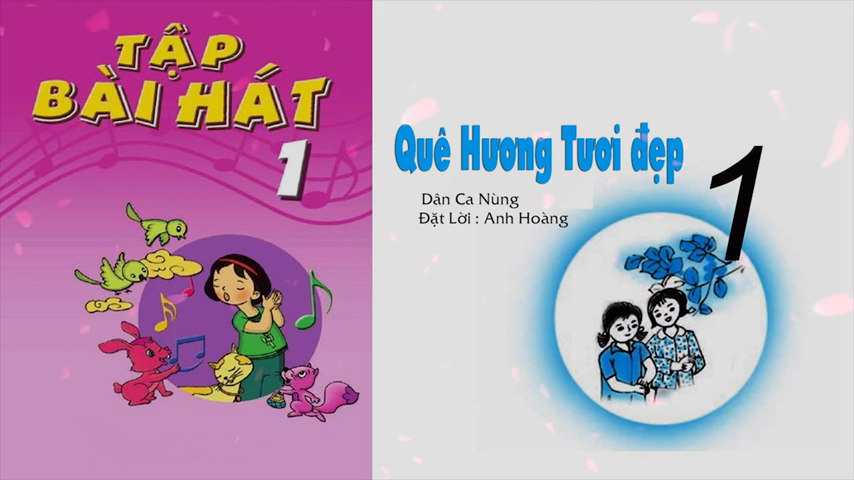 TẬP
BÀI HÁT
1
Quê Hương Tươi đẹp
1
Dân Ca Nùng
Đặt Lời : Anh Hoàng